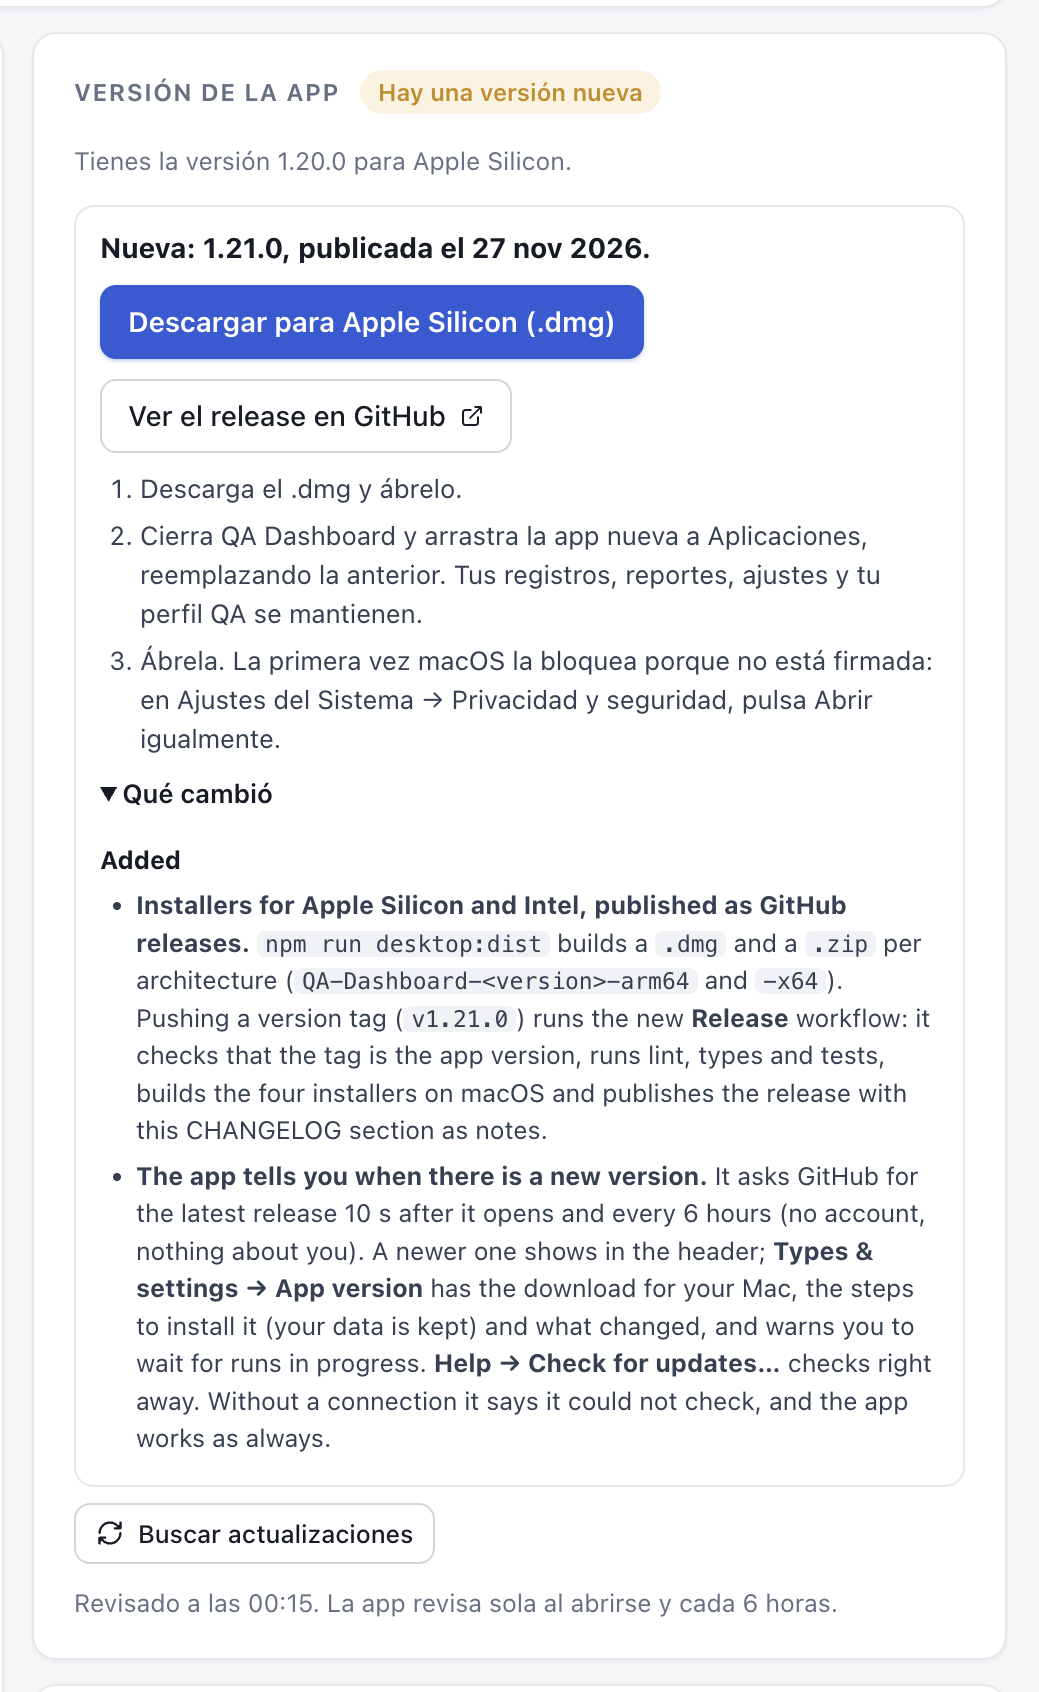 VERSIÓN DE LA APP
Hay una versión nueva
Tienes la versión 1.20.0 para Apple Silicon.
Nueva: 1.21.0, publicada el 27 nov 2026.
Descargar para Apple Silicon (.dmg)
Ver el release en GitHub
1. Descarga el .dmg y ábrelo.
2. Cierra QA Dashboard y arrastra la app nueva a Aplicaciones,
reemplazando la anterior. Tus registros, reportes, ajustes y tu
perfil QA se mantienen.
3. Ábrela. La primera vez macOS la bloquea porque no está firmada:
en Ajustes del Sistema → Privacidad y seguridad, pulsa Abrir
igualmente.
▼ Qué cambió
Added
• Installers for Apple Silicon and Intel, published as GitHub
releases. npm run desktop:dist builds a .dmg and a .zip per
architecture (QA-Dashboard-<version>-arm64 and -x64).
Pushing a version tag (v1.21.0) runs the new Release workflow: it
checks that the tag is the app version, runs lint, types and tests,
builds the four installers on macOS and publishes the release with
this CHANGELOG section as notes.
• The app tells you when there is a new version. It asks GitHub for
the latest release 10 s after it opens and every 6 hours (no account,
nothing about you). A newer one shows in the header; Types &
settings → App version has the download for your Mac, the steps
to install it (your data is kept) and what changed, and warns you to
wait for runs in progress. Help → Check for updates... checks right
away. Without a connection it says it could not check, and the app
works as always.
Buscar actualizaciones
Revisado a las 00:15. La app revisa sola al abrirse y cada 6 horas.